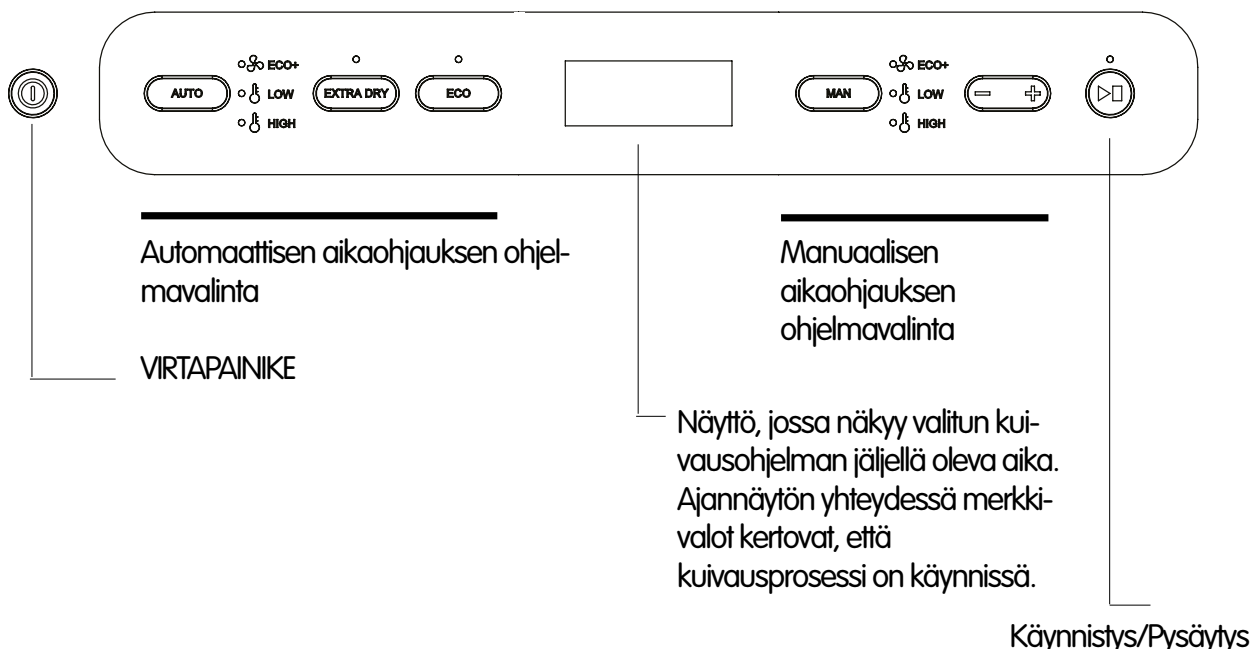 ECO+
AUTO
LOW
HIGH
EXTRA DRY
ECO
MAN
ECO+
LOW
HIGH
Automaattisen aikaohjauksen ohjel-
mavalinta
VIRTAPAINIKE
Manuaalisen
aikaohjauksen
ohjelmavalinta
Näyttö, jossa näkyy valitun kui-
vausohjelman jäljellä oleva aika.
Ajannäytön yhteydessä merkki-
valot kertovat, että
kuivausprosessi on käynnissä.
Käynnistys/Pysäytys